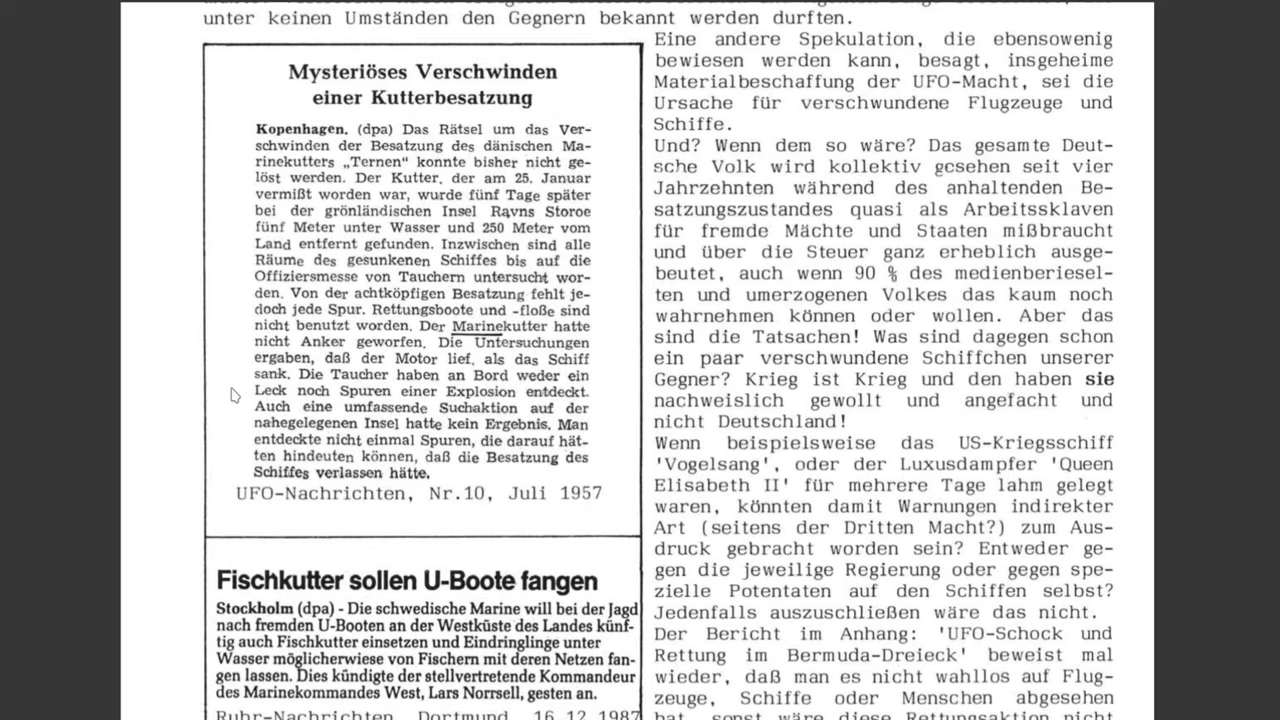 unter keinen Umständen den Gegnern bekannt werden durften.
Mysteriöses Verschwinden
einer Kutterbesatzung
Kopenhagen. (dpa) Das Rätsel um das Ver-
schwinden der Besatzung des dänischen Ma-
rinekutters „Ternen“ konnte bisher nicht ge-
löst werden. Der Kutter, der am 25. Januar
vermißt worden war, wurde fünf Tage später
bei der grönländischen Insel Ravns Storoe
fünf Meter unter Wasser und 250 Meter vom
Land entfernt gefunden. Inzwischen sind alle
Räume des gesunkenen Schiffes bis auf die
Offiziersmesse von Tauchern untersucht wor-
den. Von der achtköpfigen Besatzung fehlt je-
doch jede Spur. Rettungsboote und -floße sind
nicht benutzt worden. Der Marinekutter hatte
nicht Anker geworfen. Die Untersuchungen
ergaben, daß der Motor lief, als das Schiff
sank. Die Taucher haben an Bord weder ein
Leck noch Spuren einer Explosion entdeckt.
Auch eine umfassende Suchaktion auf der
nahegelegenen Insel hatte kein Ergebnis. Man
entdeckte nicht einmal Spuren, die darauf hät-
ten hindeuten können, daß die Besatzung des
Schiffes verlassen hätte.
UFO-Nachrichten, Nr.10, Juli 1957
Fischkutter sollen U-Boote fangen
Stockholm (dpa) - Die schwedische Marine will bei der Jagd
nach fremden U-Booten an der Westküste des Landes künf-
tig auch Fischkutter einsetzen und Eindringlinge unter
Wasser möglicherwiese von Fischern mit deren Netzen fan-
gen lassen. Dies kündigte der stellvertretende Kommandeur
des Marinekommandes West, Lars Norrsell, gesten an.
Ruhr-Nachrichten, Dortmund, 16.12.1987
Eine andere Spekulation, die ebensowenig
bewiesen werden kann, besagt, insgeheime
Materialbeschaffung der UFO-Macht, sei die
Ursache für verschwundene Flugzeuge und
Schiffe.
Und? Wenn dem so wäre? Das gesamte Deut-
sche Volk wird kollektiv gesehen seit vier
Jahrzehnten während des anhaltenden Be-
satzungszustandes quasi als Arbeitssklaven
für fremde Mächte und Staaten mißbraucht
und über die Steuer ganz erheblich ausge-
beutet, auch wenn 90 % des medienberiesel-
ten und umerzogenen Volkes das kaum noch
wahrnehmen können oder wollen. Aber das
sind die Tatsachen! Was sind dagegen schon
ein paar verschwundene Schiffchen unserer
Gegner? Krieg ist Krieg und den haben sie
nachweislich gewollt und angefacht und
nicht Deutschland!
Wenn beispielsweise das US-Kriegsschiff
'Vogelsang', oder der Luxusdampfer 'Queen
Elisabeth II' für mehrere Tage lahm gelegt
waren, könnten damit Warnungen indirekter
Art (seitens der Dritten Macht?) zum Aus-
druck gebracht worden sein? Entweder ge-
gen die jeweilige Regierung oder gegen spe-
zielle Potentaten auf den Schiffen selbst?
Jedenfalls auszuschließen wäre das nicht.
Der Bericht im Anhang: 'UFO-Schock und
Rettung im Bermuda-Dreieck' beweist mal
wieder, daß man es nicht wahllos auf Flug-
zeuge, Schiffe oder Menschen abgesehen
hat, sonst wäre diese Rettungsaktion nicht